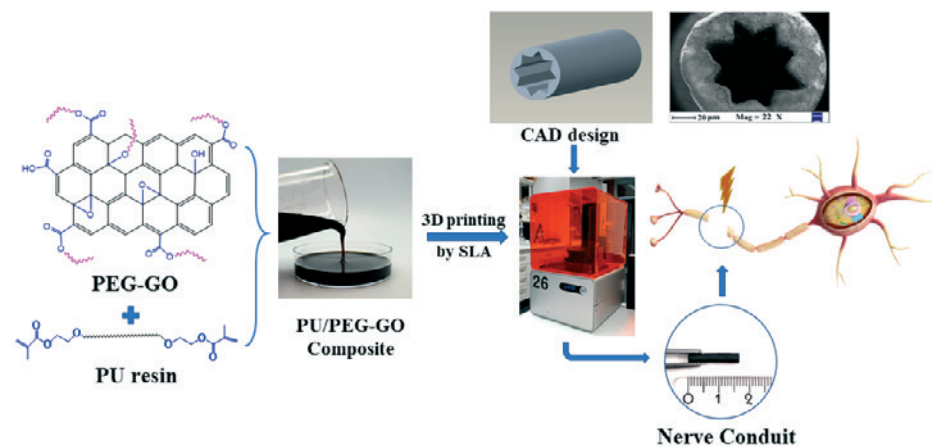 CAD design
20 μm Mag = 22 X
O
O
O
OH
HO
O
O
O
O
O
O
O
O
PEG-GO
3D printing
by SLA
26
PU/PEG-GO
Composite
O
O
O
O
O
O
PU resin
0 1 2
Nerve Conduit